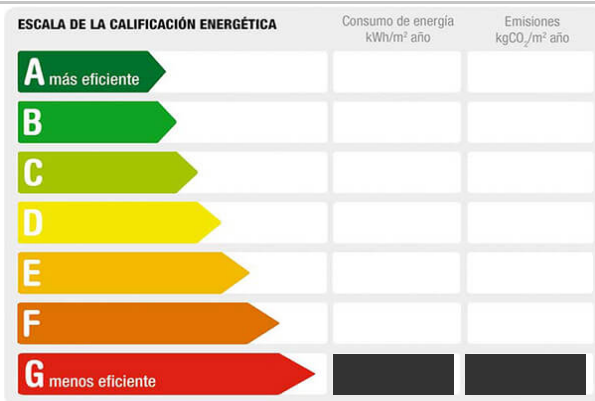 ESCALA DE LA CALIFICACIÓN ENERGÉTICA
Consumo de energía
kWh/m² año
Emisiones
kgCO₂/m² año
A más eficiente
B
C
D
E
F
G menos eficiente